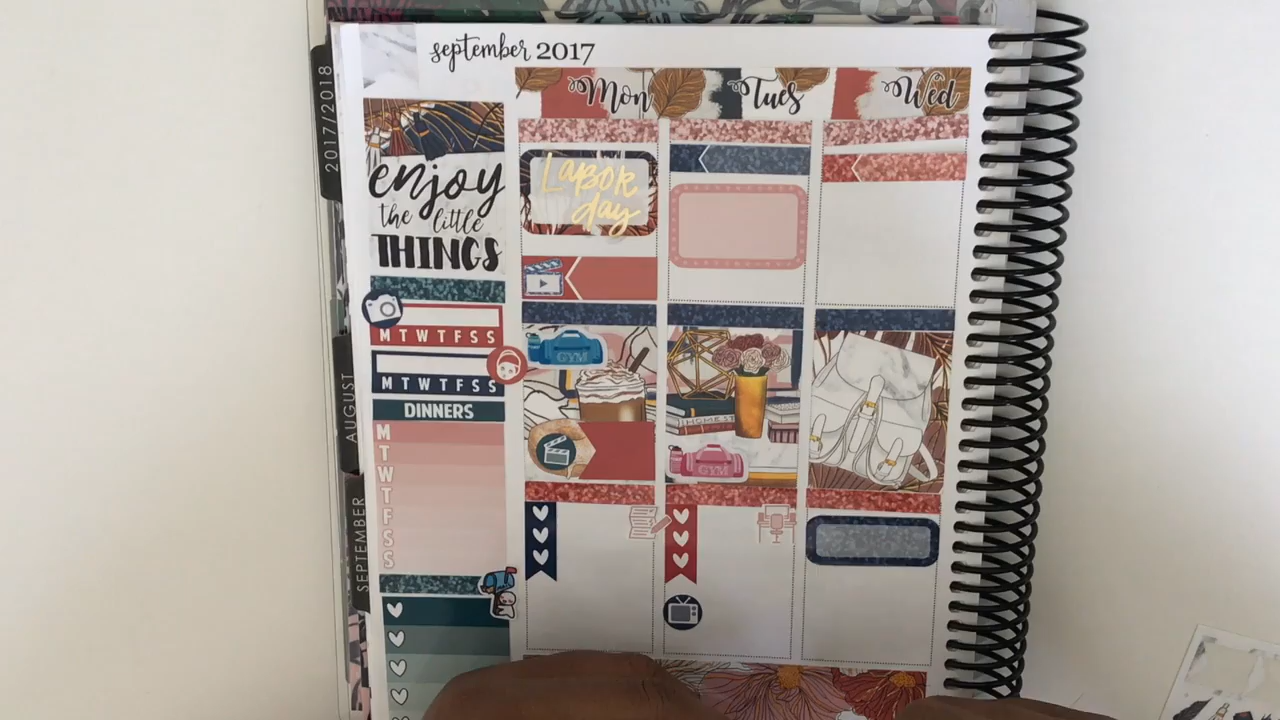 september 2017
2017/2018
Mon
Tues
Wed
enjoy
the little
THINGS
Labor
day
M T W T F S S
M T W T F S S
DINNERS
M
T
W
T
F
S
S
GYM
GYM
AUGUST
SEPTEMBER